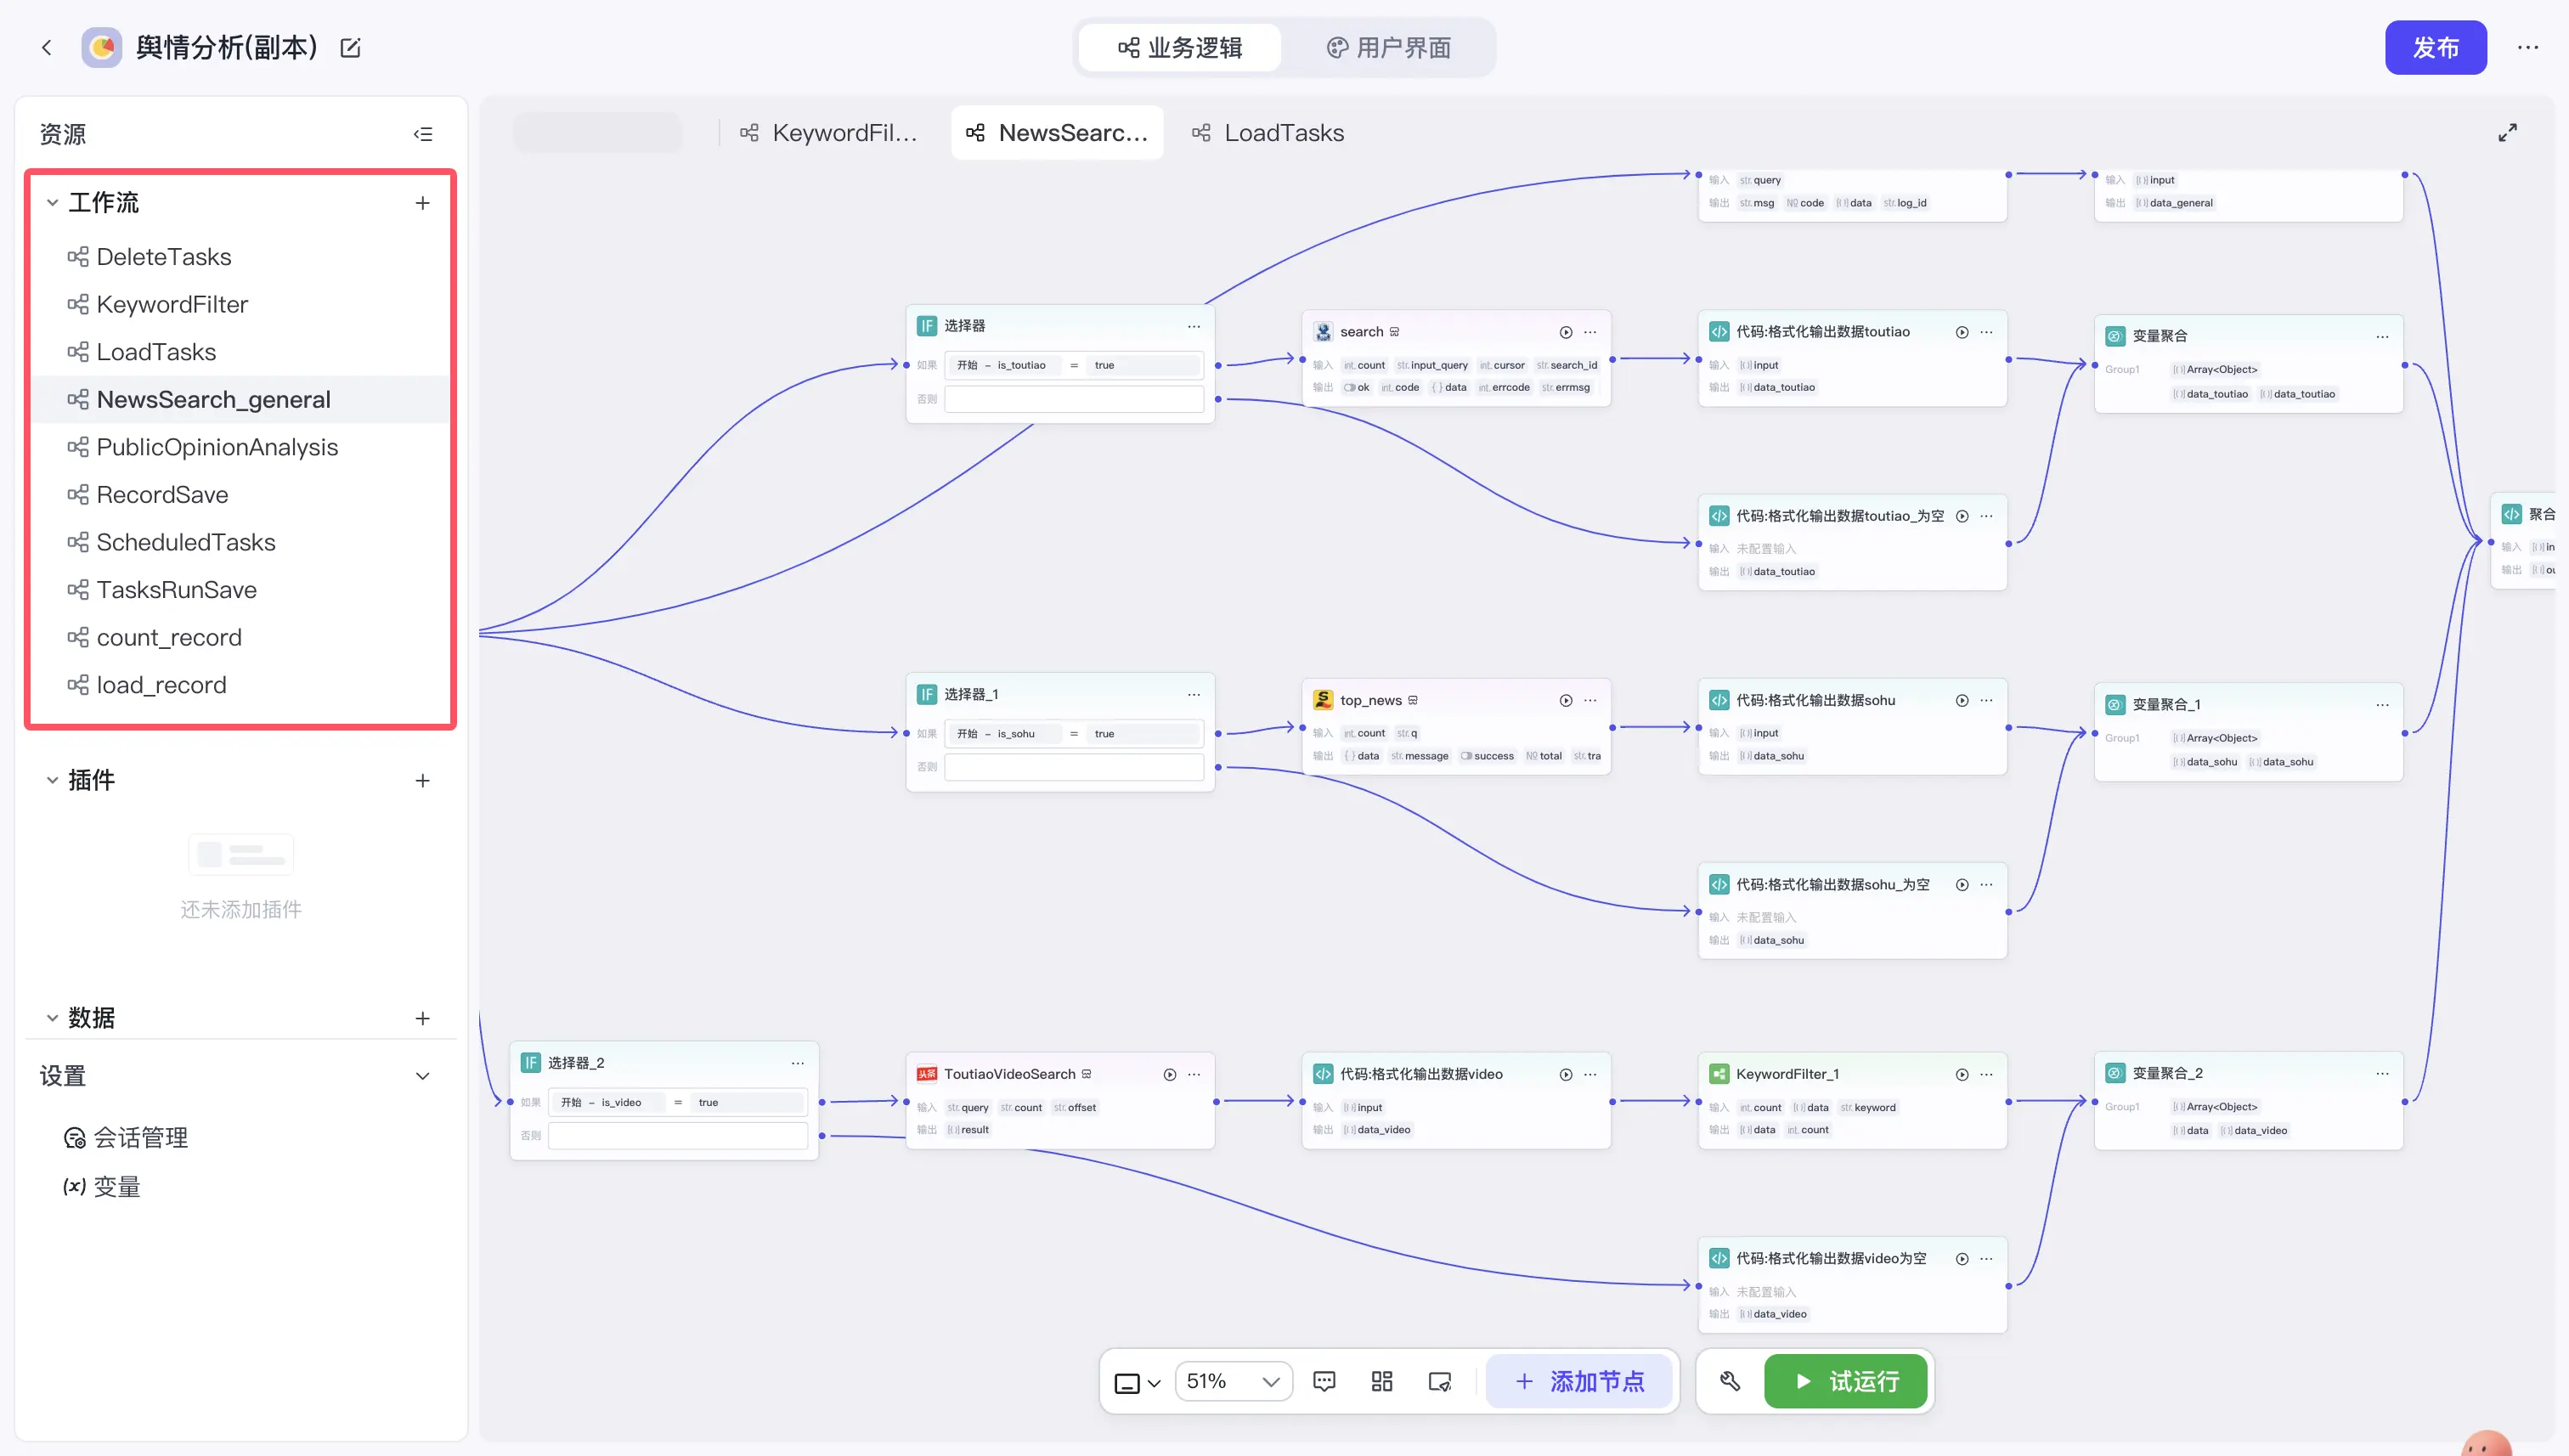 舆情分析(副本)
业务逻辑
用户界面
发布
资源
工作流
DeleteTasks
KeywordFilter
LoadTasks
NewsSearch_general
PublicOpinionAnalysis
RecordSave
ScheduledTasks
TasksRunSave
count_record
load_record
插件
还未添加插件
数据
设置
会话管理
变量
KeywordFil...
NewsSearc...
LoadTasks
输入 str. query
输出 str. msg № code [()] data str. log_id
输入 [()] input
输出 [()] data_general
IF 选择器
如果 开始 - is_toutiao = true
否则
search
输入 int. count str. input_query int. cursor str. search_id
输出 ok int. code { } data int. errcode str. errmsg
代码:格式化输出数据toutiao
输入 [()] input
输出 [()] data_toutiao
变量聚合
Group1 [()] Array<Object>
[()] data_toutiao [()] data_toutiao
代码:格式化输出数据toutiao_为空
输入 未配置输入
输出 [()] data_toutiao
聚合
输入 [()] in
输出 [()] ou
IF 选择器_1
如果 开始 - is_sohu = true
否则
top_news
输入 int. count str. q
输出 { } data str. message success № total str. tra
代码:格式化输出数据sohu
输入 [()] input
输出 [()] data_sohu
变量聚合_1
Group1 [()] Array<Object>
[()] data_sohu [()] data_sohu
代码:格式化输出数据sohu_为空
输入 未配置输入
输出 [()] data_sohu
IF 选择器_2
如果 开始 - is_video = true
否则
头条 ToutiaoVideoSearch
输入 str. query str. count str. offset
输出 [()] result
代码:格式化输出数据video
输入 [()] input
输出 [()] data_video
KeywordFilter_1
输入 int. count [()] data str. keyword
输出 [()] data int. count
变量聚合_2
Group1 [()] Array<Object>
[()] data [()] data_video
代码:格式化输出数据video为空
输入 未配置输入
输出 [()] data_video
51%
添加节点
试运行